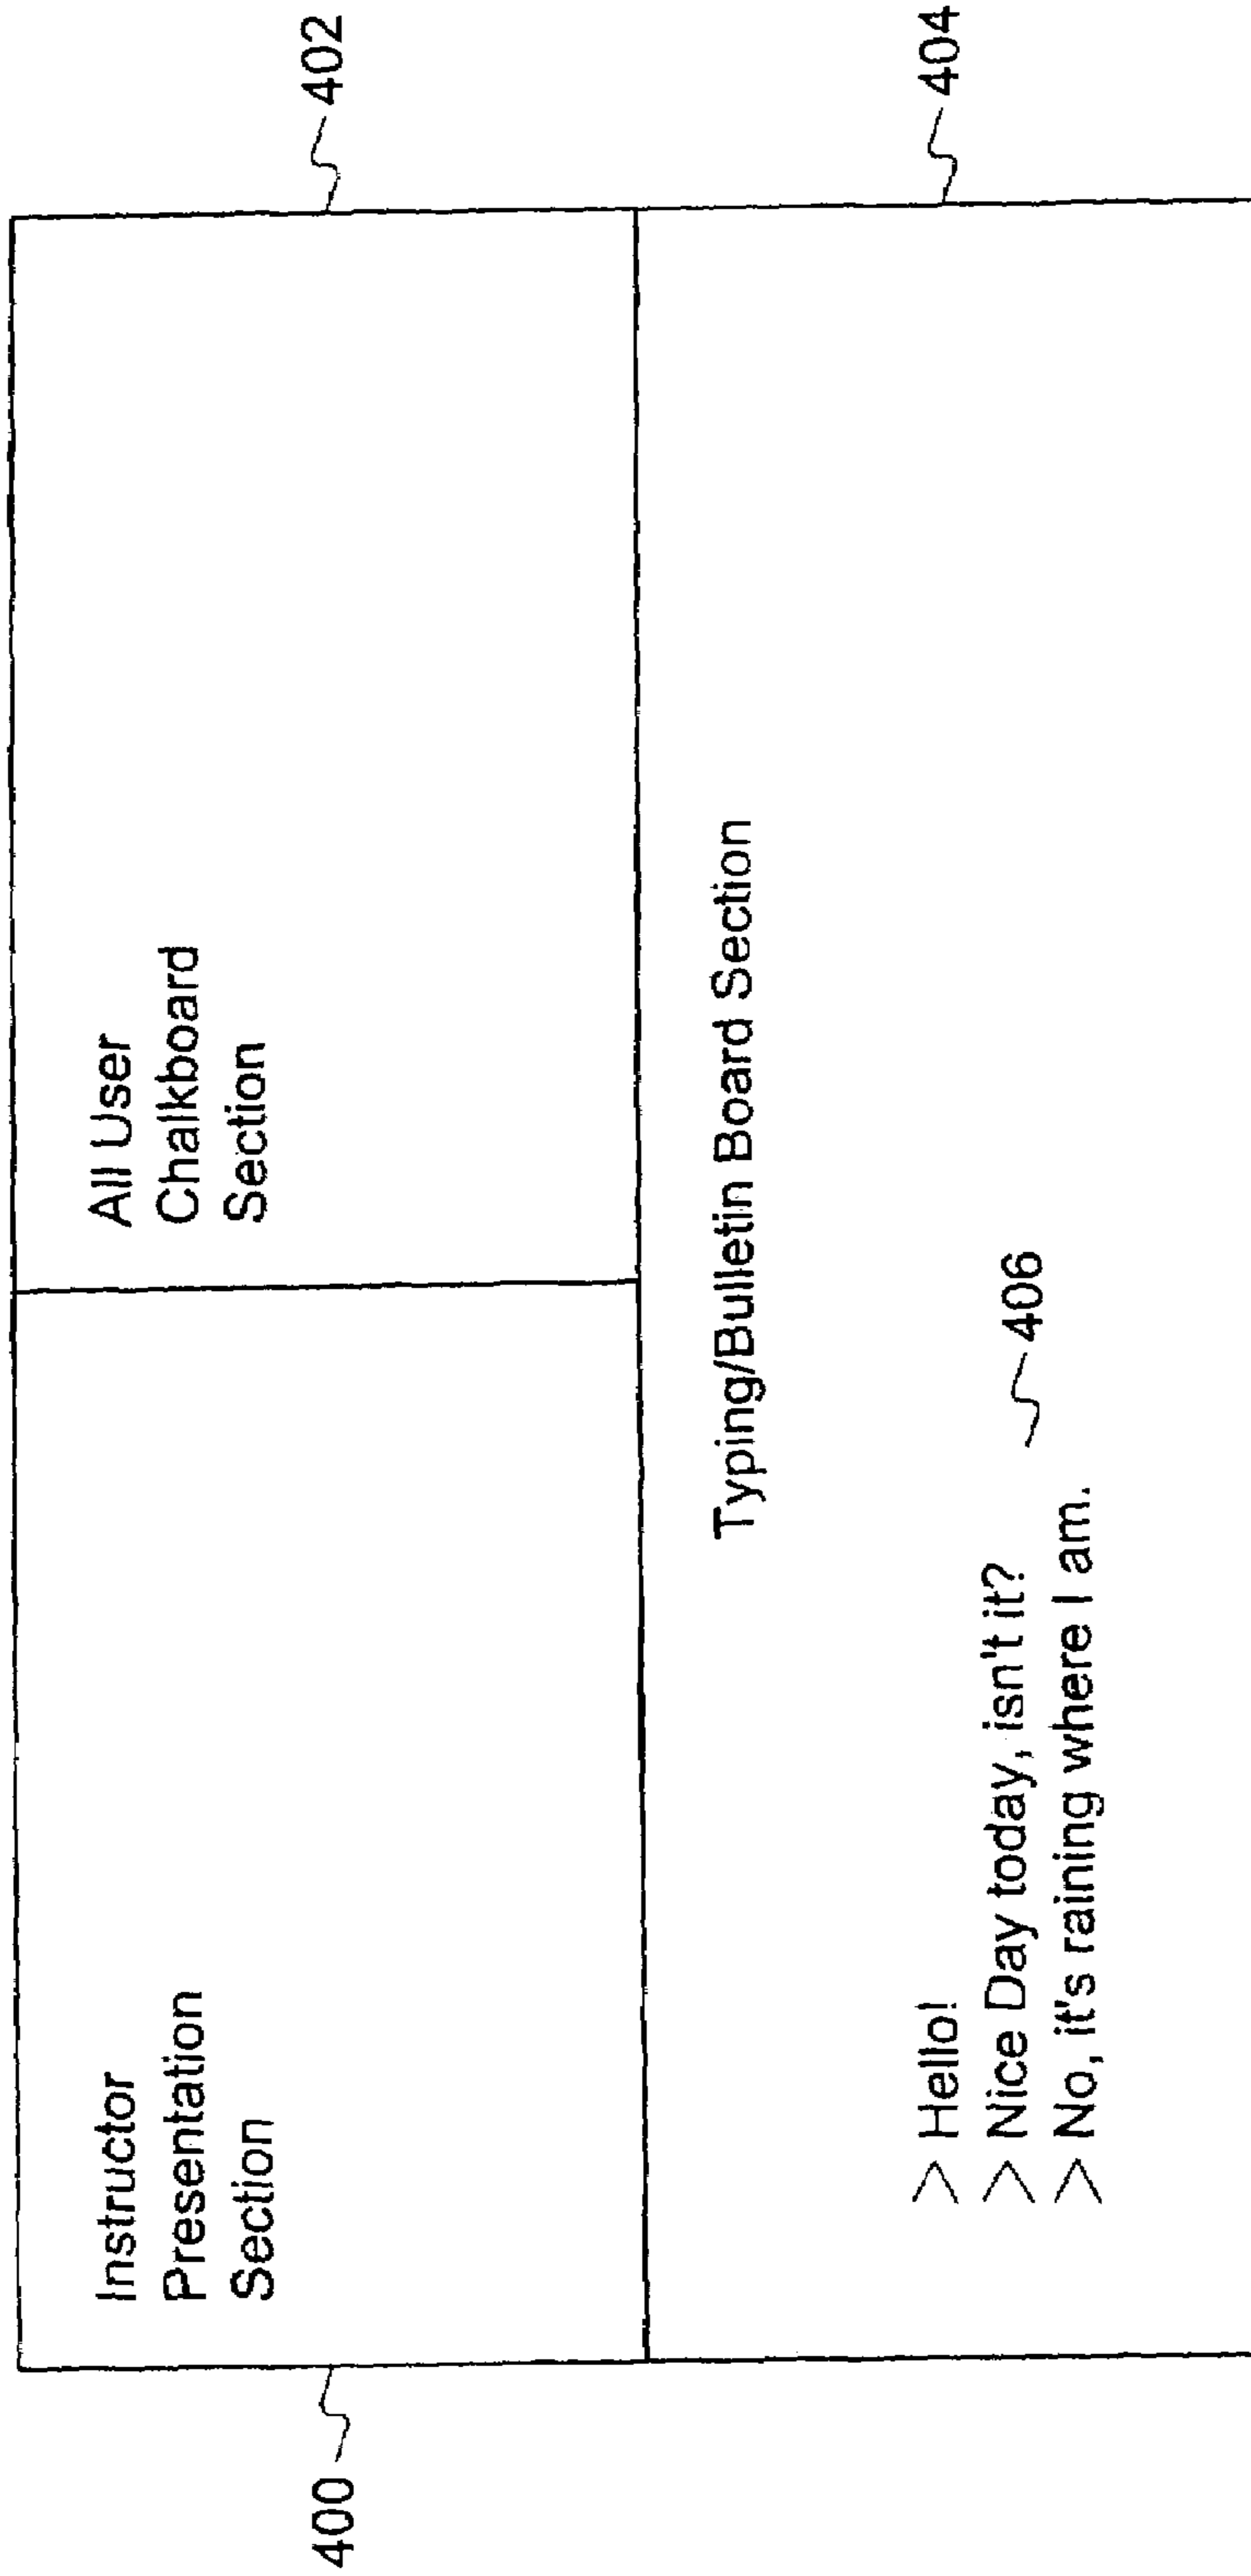 400
Instructor
Presentation
Section
All User
Chalkboard
Section
402
Typing/Bulletin Board Section
404
> Hello!
> Nice Day today, isn't it?
> No, it's raining where I am.
406